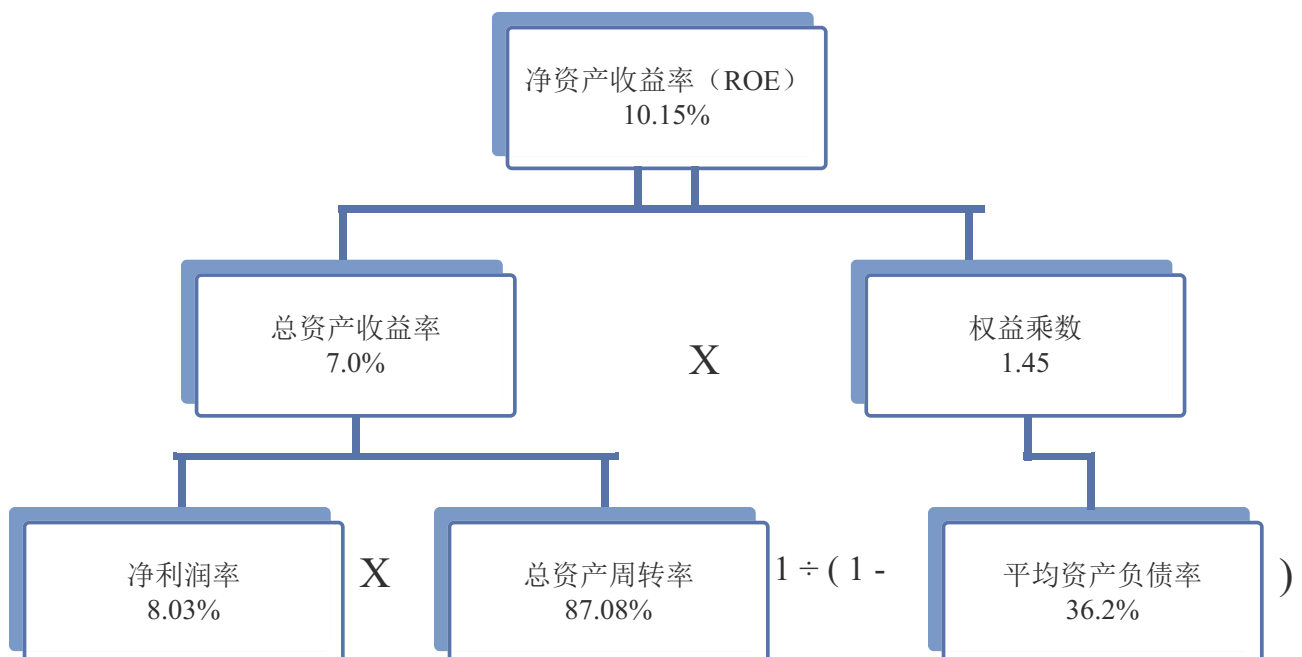 净资产收益率（ROE）
10.15%
总资产收益率
7.0%
X
权益乘数
1.45
净利润率
8.03%
X
总资产周转率
87.08%
1 ÷ ( 1 -
平均资产负债率
36.2%
)